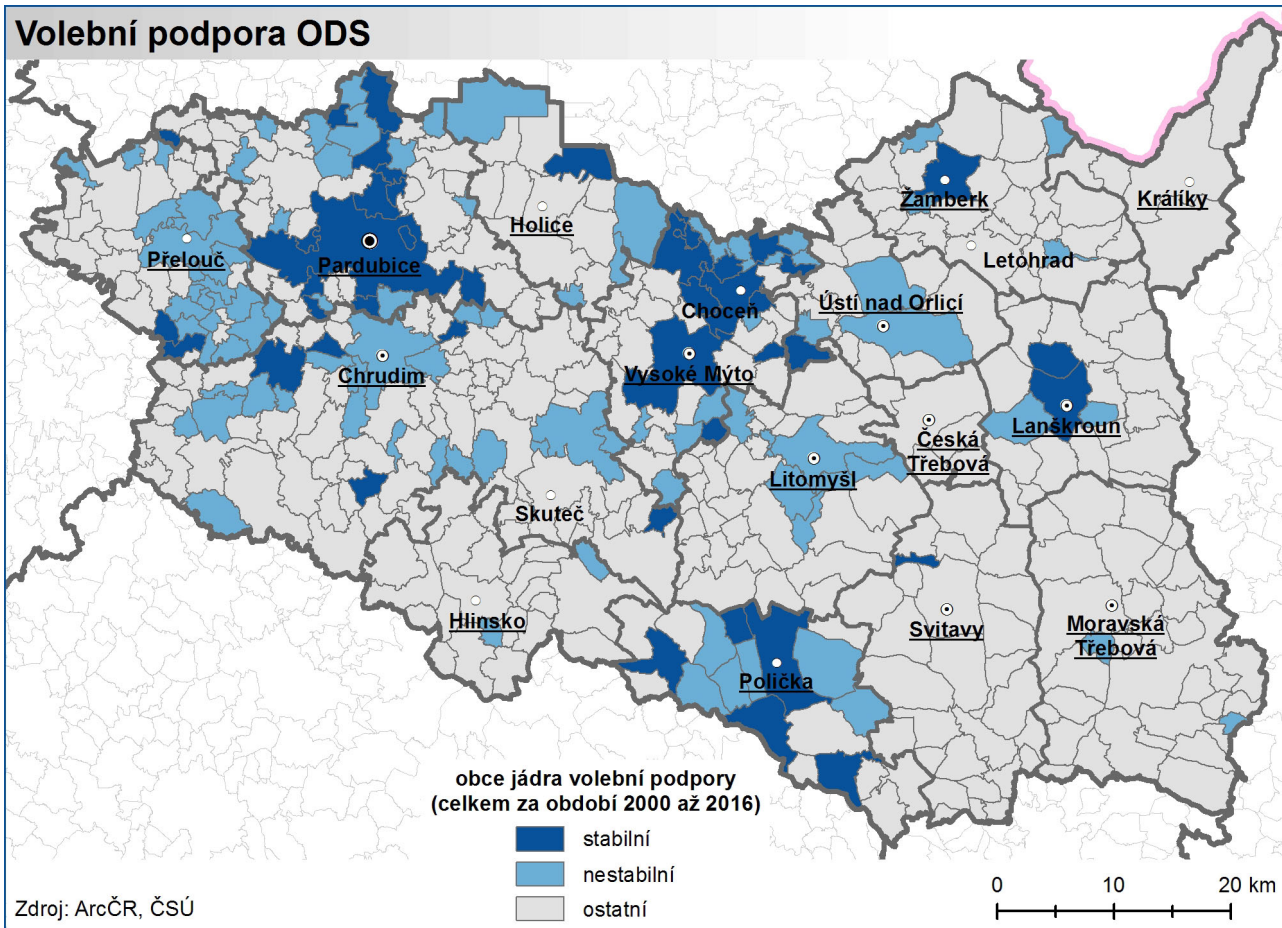 Volební podpora ODS
Žamberk
Králíky
Holice
Letohrad
Přelouč
Pardubice
Choceň
Ústí nad Orlicí
Chrudim
Vysoké Mýto
Lanškroun
Česká
Třebová
Litomyšl
Skuteč
Hlinsko
Svitavy
Moravská
Třebová
Polička
obce jádra volební podpory
(celkem za období 2000 až 2016)
stabilní
nestabilní
ostatní
Zdroj: ArcČR, ČSÚ
0 10 20 km